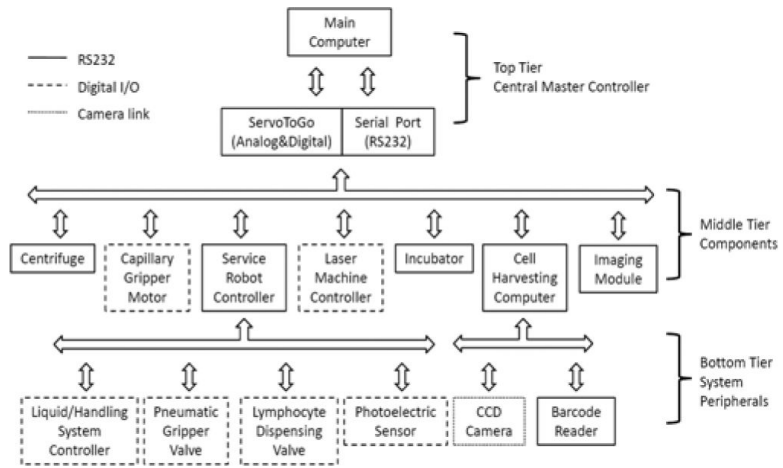 Main
Computer
RS232
Digital I/O
Camera link
Top Tier
Central Master Controller
ServoToGo
(Analog&Digital)
Serial Port
(RS232)
Middle Tier
Components
Centrifuge
Capillary
Gripper
Motor
Service
Robot
Controller
Laser
Machine
Controller
Incubator
Cell
Harvesting
Computer
Imaging
Module
Bottom Tier
System
Peripherals
Liquid/Handling
System
Controller
Pneumatic
Gripper
Valve
Lymphocyte
Dispensing
Valve
Photoelectric
Sensor
CCD
Camera
Barcode
Reader